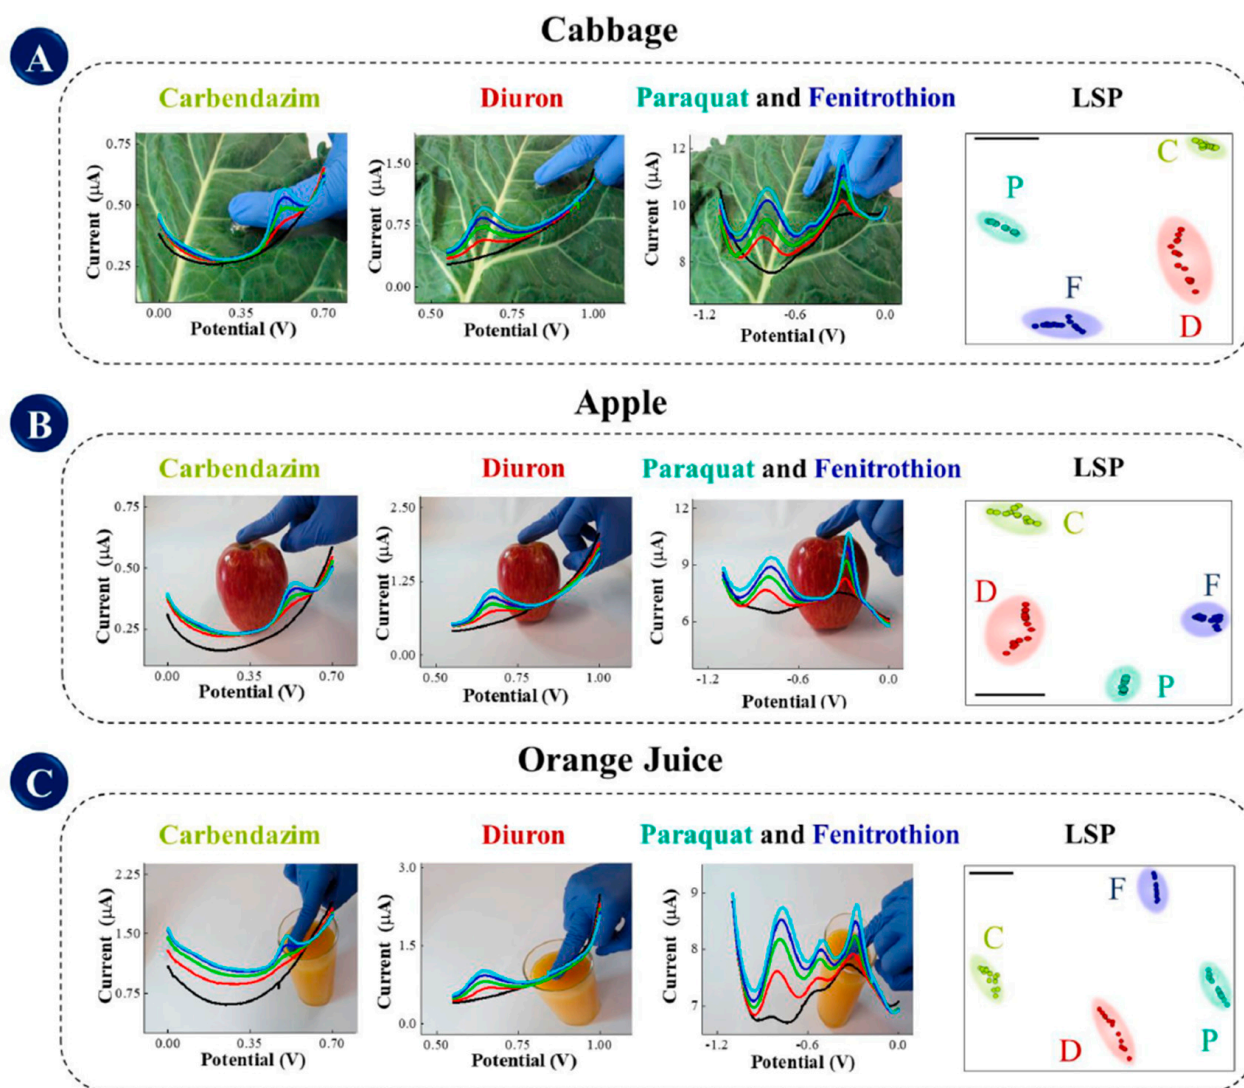 Cabbage
A
Carbendazim Diuron Paraquat and Fenitrothion LSP
Current (μA)
0.75
0.50
0.25
0.00 0.35 0.70
Potential (V)
Current (μA)
1.50
0.75
0.00
0.50 0.75 1.00
Potential (V)
Current (μA)
12
10
8
-1.2 -0.6 0.0
Potential (V)
C
P
F
D
Apple
B
Carbendazim Diuron Paraquat and Fenitrothion LSP
Current (μA)
0.75
0.50
0.25
0.00 0.35 0.70
Potential (V)
Current (μA)
2.50
1.25
0.00
0.50 0.75 1.00
Potential (V)
Current (μA)
12
9
6
-1.2 -0.6 0.0
Potential (V)
C
D
F
P
Orange Juice
C
Carbendazim Diuron Paraquat and Fenitrothion LSP
Current (μA)
2.25
1.50
0.75
0.00 0.35 0.70
Potential (V)
Current (μA)
3.0
1.5
0.0
0.50 0.75 1.00
Potential (V)
Current (μA)
9
8
7
-1.2 -0.6 0.0
Potential (V)
F
C
D
P